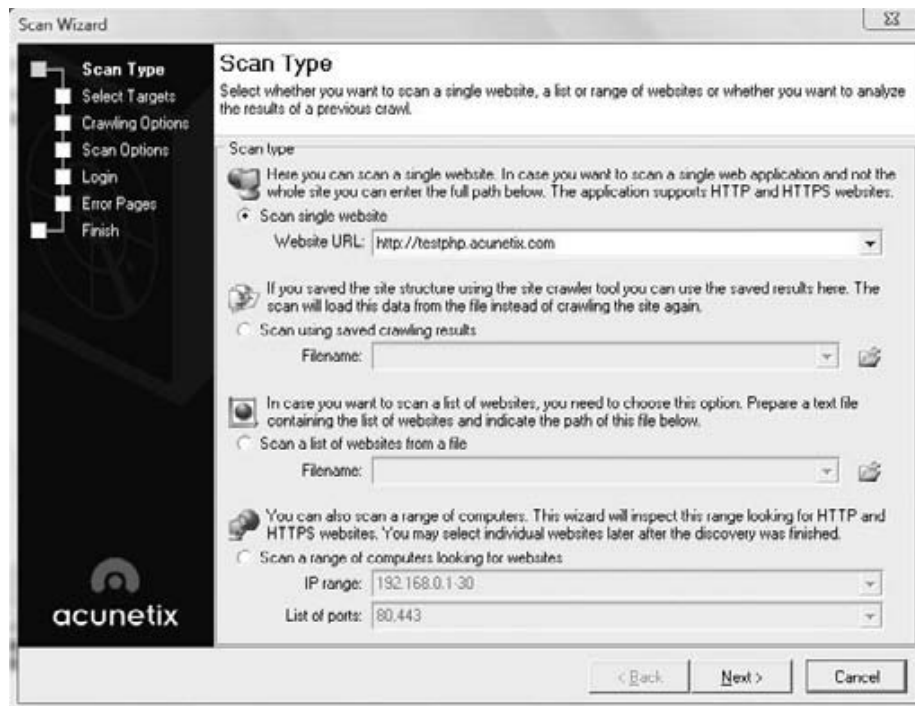 Scan Wizard
Scan Type
Select Targets
Crawling Options
Scan Options
Login
Error Pages
Finish
acunetix
Scan Type
Select whether you want to scan a single website, a list or range of websites or whether you want to analyze
the results of a previous crawl.
Scan type
Here you can scan a single website. In case you want to scan a single web application and not the
whole site you can enter the full path below. The application supports HTTP and HTTPS websites.
Scan single website
Website URL: http://testphp.acunetix.com
If you saved the site structure using the site crawler tool you can use the saved results here. The
scan will load this data from the file instead of crawling the site again.
Scan using saved crawling results
Filename:
In case you want to scan a list of websites, you need to choose this option. Prepare a text file
containing the list of websites and indicate the path of this file below.
Scan a list of websites from a file
Filename:
You can also scan a range of computers. This wizard will inspect this range looking for HTTP and
HTTPS websites. You may select individual websites later after the discovery was finished.
Scan a range of computers looking for websites
IP range: 192.168.0.1-30
List of ports: 80,443
< Back
Next >
Cancel